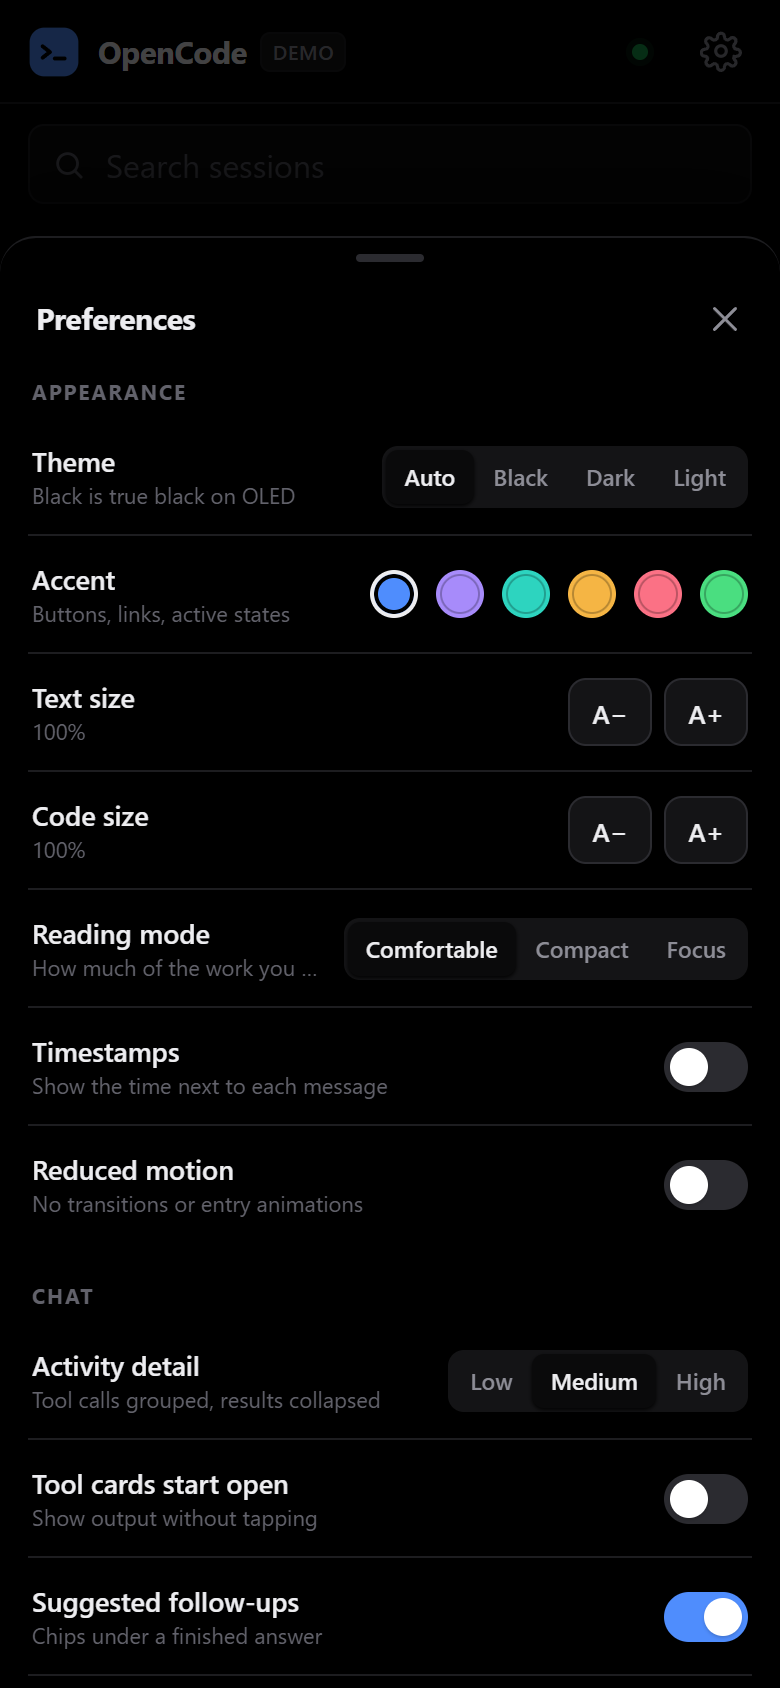 OpenCode DEMO
Search sessions
Preferences
APPEARANCE
Theme
Black is true black on OLED
Auto Black Dark Light
Accent
Buttons, links, active states
Text size
100%
A− A+
Code size
100%
A− A+
Reading mode
How much of the work you ...
Comfortable Compact Focus
Timestamps
Show the time next to each message
Reduced motion
No transitions or entry animations
CHAT
Activity detail
Tool calls grouped, results collapsed
Low Medium High
Tool cards start open
Show output without tapping
Suggested follow-ups
Chips under a finished answer